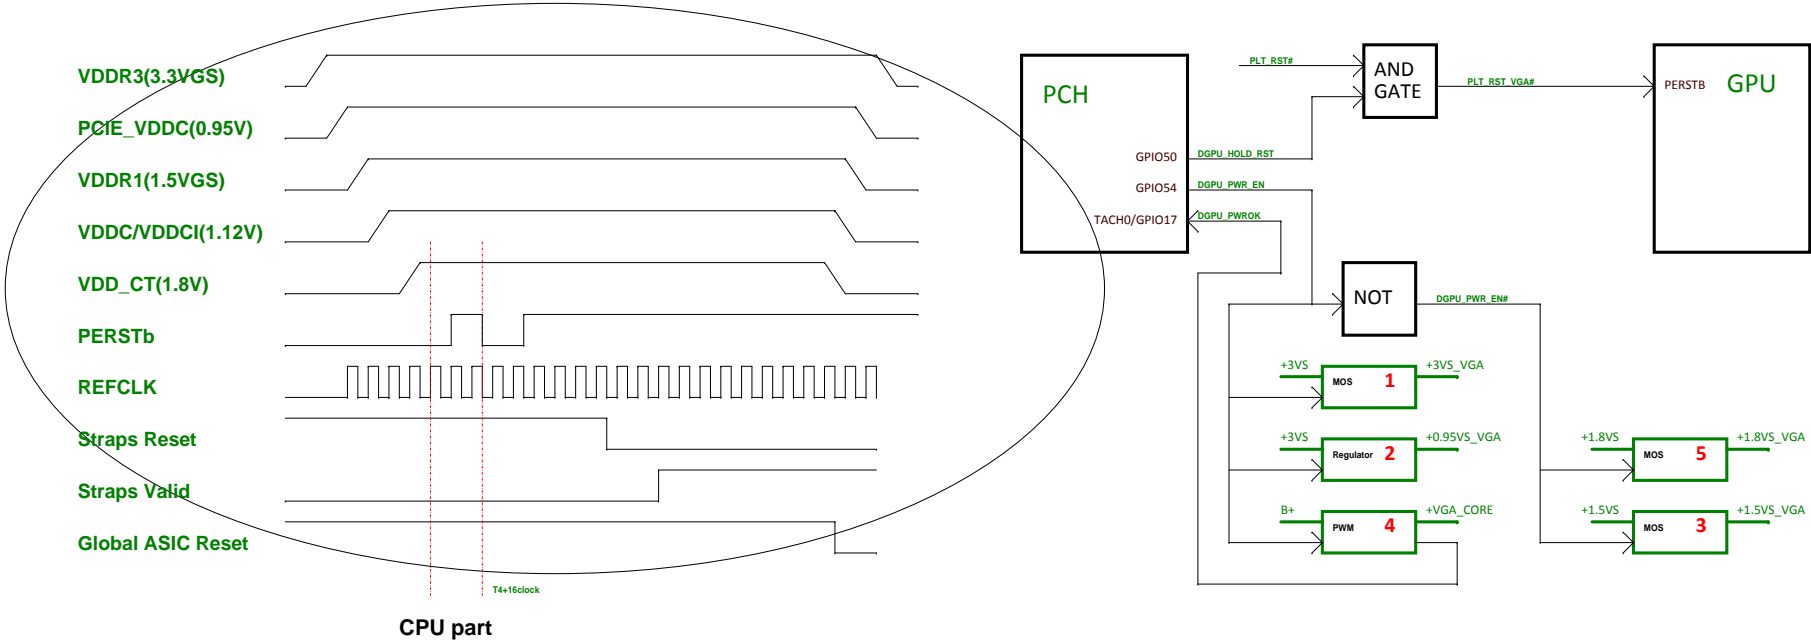 VDDR3(3.3VGS)
PCIE_VDDC(0.95V)
VDDR1(1.5VGS)
VDDC/VDDCI(1.12V)
VDD_CT(1.8V)
PERSTb
REFCLK
Straps Reset
Straps Valid
Global ASIC Reset
T4+16clock
CPU part
PCH
GPIO50
GPIO54
TACH0/GPIO17
DGPU_HOLD_RST
DGPU_PWR_EN
DGPU_PWROK
PLT_RST#
AND
GATE
PLT_RST_VGA#
PERSTB
GPU
NOT
DGPU_PWR_EN#
+3VS
MOS 1
+3VS_VGA
+3VS
Regulator 2
+0.95VS_VGA
B+
PWM 4
+VGA_CORE
+1.8VS
MOS 5
+1.8VS_VGA
+1.5VS
MOS 3
+1.5VS_VGA